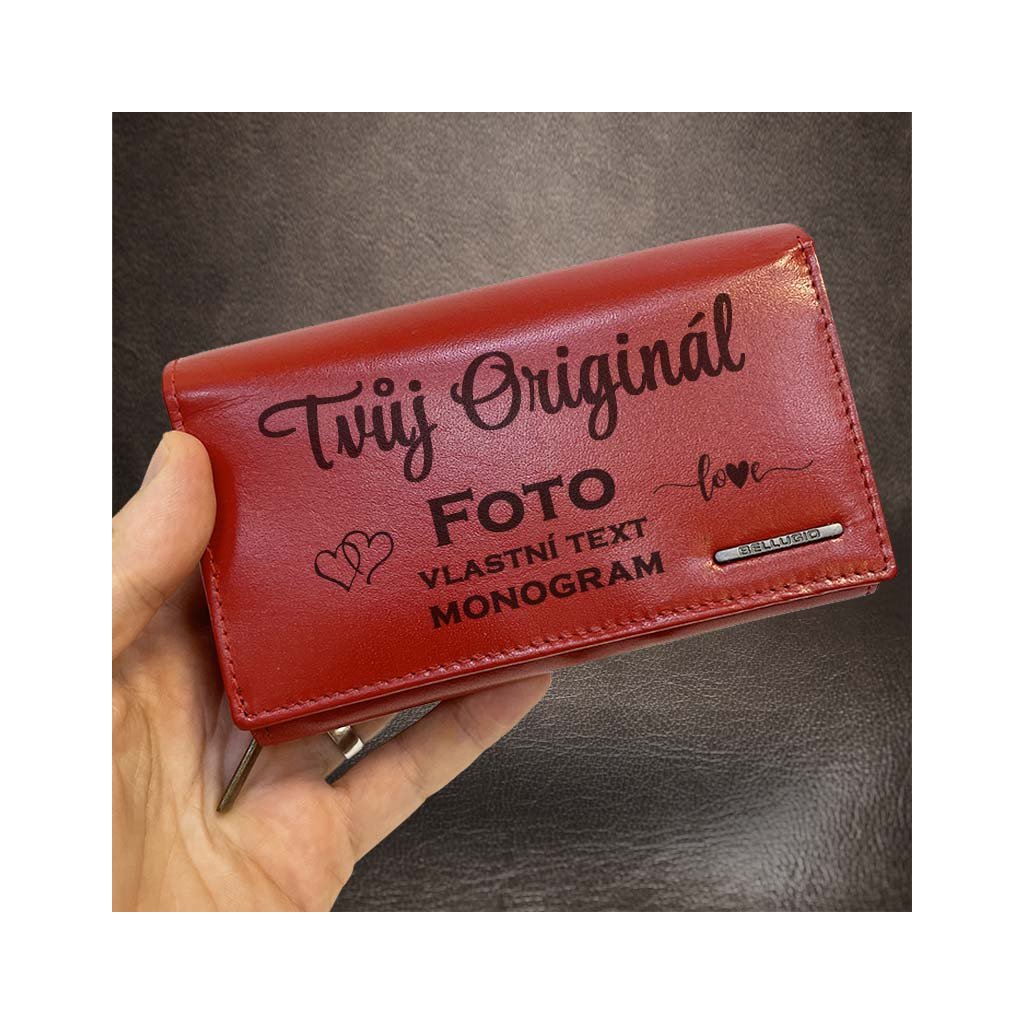 Tvůj Originál
FOTO
love
VLASTNÍ TEXT
MONOGRAM
BELLUGIO